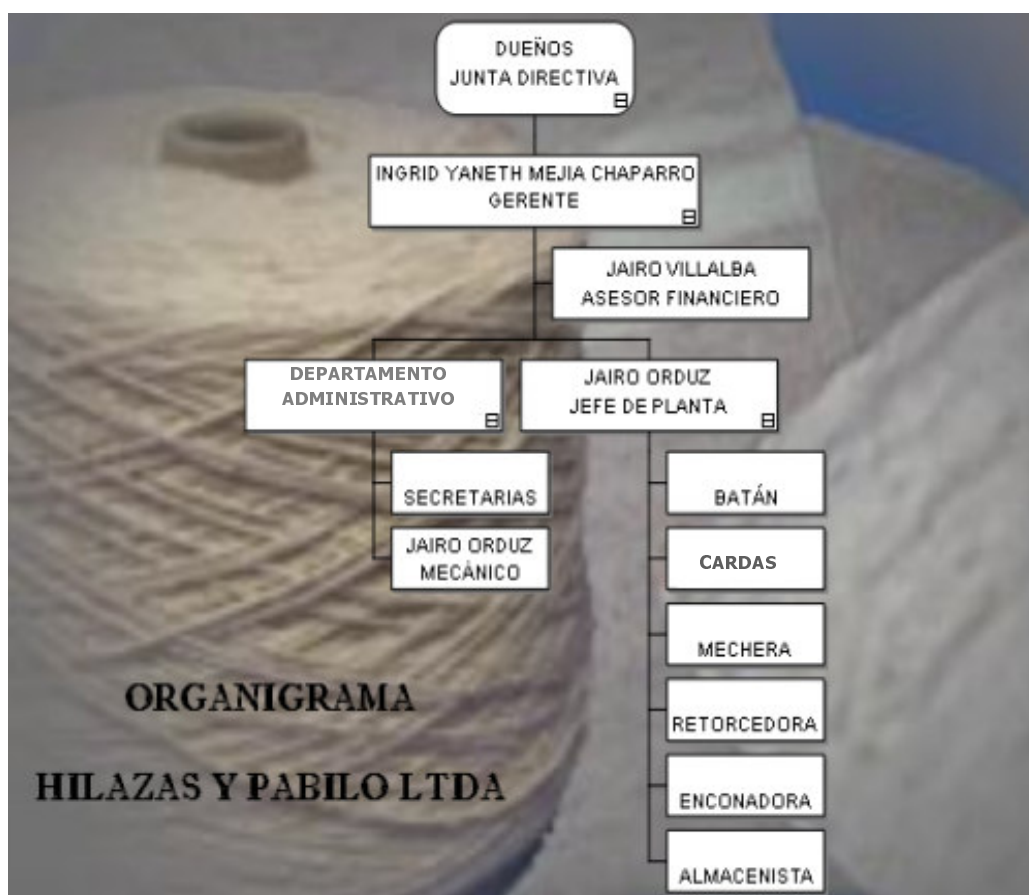 DUEÑOS
JUNTA DIRECTIVA
INGRID YANETH MEJIA CHAPARRO
GERENTE
JAIRO VILLALBA
ASESOR FINANCIERO
DEPARTAMENTO
ADMINISTRATIVO
JAIRO ORDUZ
JEFE DE PLANTA
SECRETARIAS
JAIRO ORDUZ
MECÁNICO
BATÁN
CARDAS
MECHERA
RETORCEDORA
ENCONADORA
ALMACENISTA
ORGANIGRAMA
HILAZAS Y PABILO LTDA